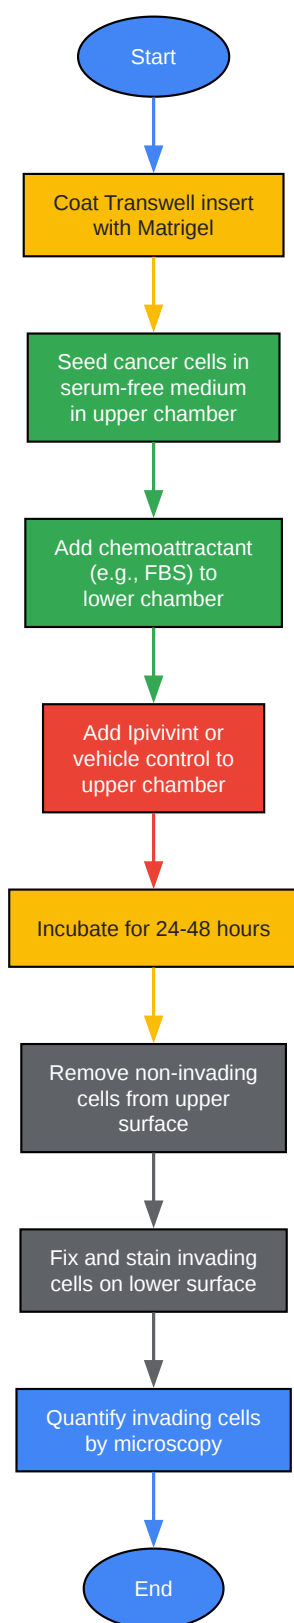 Start
Coat Transwell insert
with Matrigel
Seed cancer cells in
serum-free medium
in upper chamber
Add chemoattractant
(e.g., FBS) to
lower chamber
Add Ipivivint or
vehicle control to
upper chamber
Incubate for 24-48 hours
Remove non-invading
cells from upper
surface
Fix and stain invading
cells on lower surface
Quantify invading cells
by microscopy
End